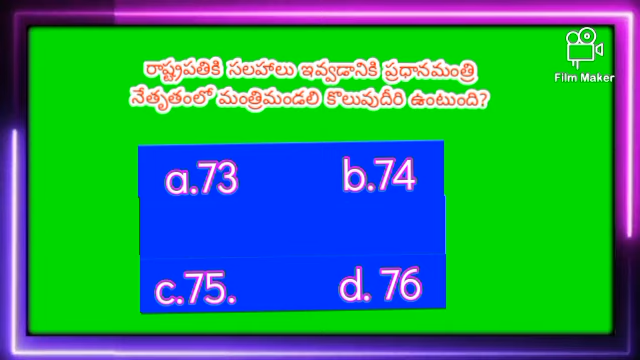 రాష్ట్రపతికి సలహాలు ఇవ్వడానికి ప్రధానమంత్రి
నేతృతంలో మంత్రిమండలి కొలువుదీరి ఉంటుంది?
a.73 b.74
c.75. d. 76
Film Maker